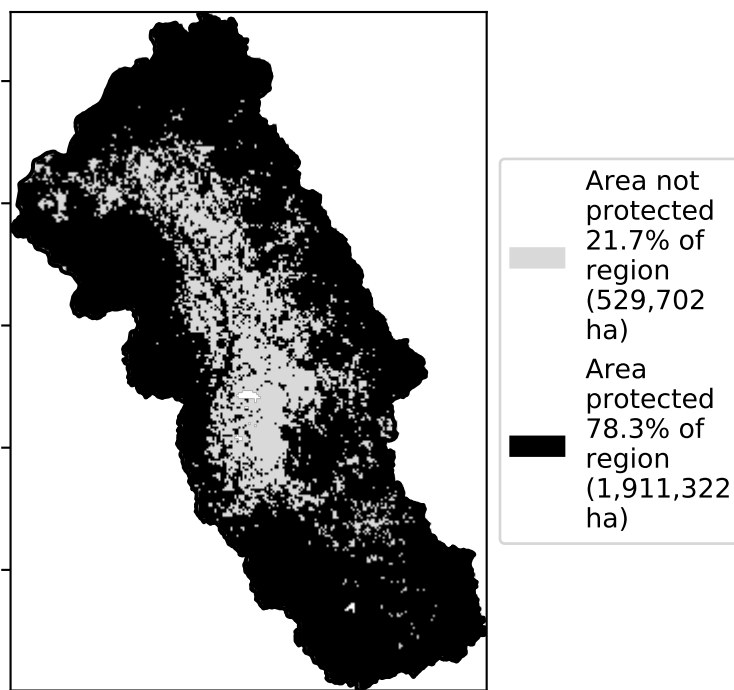 Area not
protected
21.7% of
region
(529,702
ha)
Area
protected
78.3% of
region
(1,911,322
ha)